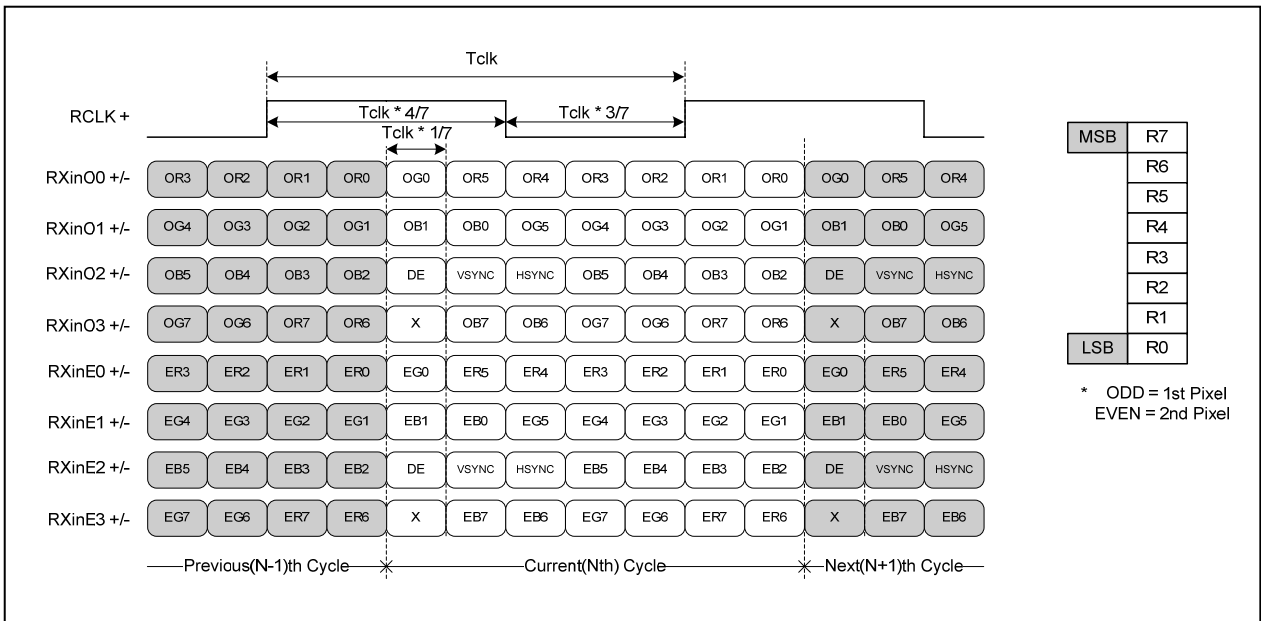 Tclk
RCLK +
Tclk * 4/7
Tclk * 3/7
Tclk * 1/7
RXinO0 +/- OR3 OR2 OR1 OR0 OG0 OR5 OR4 OR3 OR2 OR1 OR0 OG0 OR5 OR4
RXinO1 +/- OG4 OG3 OG2 OG1 OB1 OB0 OG5 OG4 OG3 OG2 OG1 OB1 OB0 OG5
RXinO2 +/- OB5 OB4 OB3 OB2 DE VSYNC HSYNC OB5 OB4 OB3 OB2 DE VSYNC HSYNC
RXinO3 +/- OG7 OG6 OR7 OR6 X OB7 OB6 OG7 OG6 OR7 OR6 X OB7 OB6
RXinE0 +/- ER3 ER2 ER1 ER0 EG0 ER5 ER4 ER3 ER2 ER1 ER0 EG0 ER5 ER4
RXinE1 +/- EG4 EG3 EG2 EG1 EB1 EB0 EG5 EG4 EG3 EG2 EG1 EB1 EB0 EG5
RXinE2 +/- EB5 EB4 EB3 EB2 DE VSYNC HSYNC EB5 EB4 EB3 EB2 DE VSYNC HSYNC
RXinE3 +/- EG7 EG6 ER7 ER6 X EB7 EB6 EG7 EG6 ER7 ER6 X EB7 EB6
Previous(N-1)th Cycle Current(Nth) Cycle Next(N+1)th Cycle
MSB R7
R6
R5
R4
R3
R2
R1
LSB R0
* ODD = 1st Pixel
EVEN = 2nd Pixel